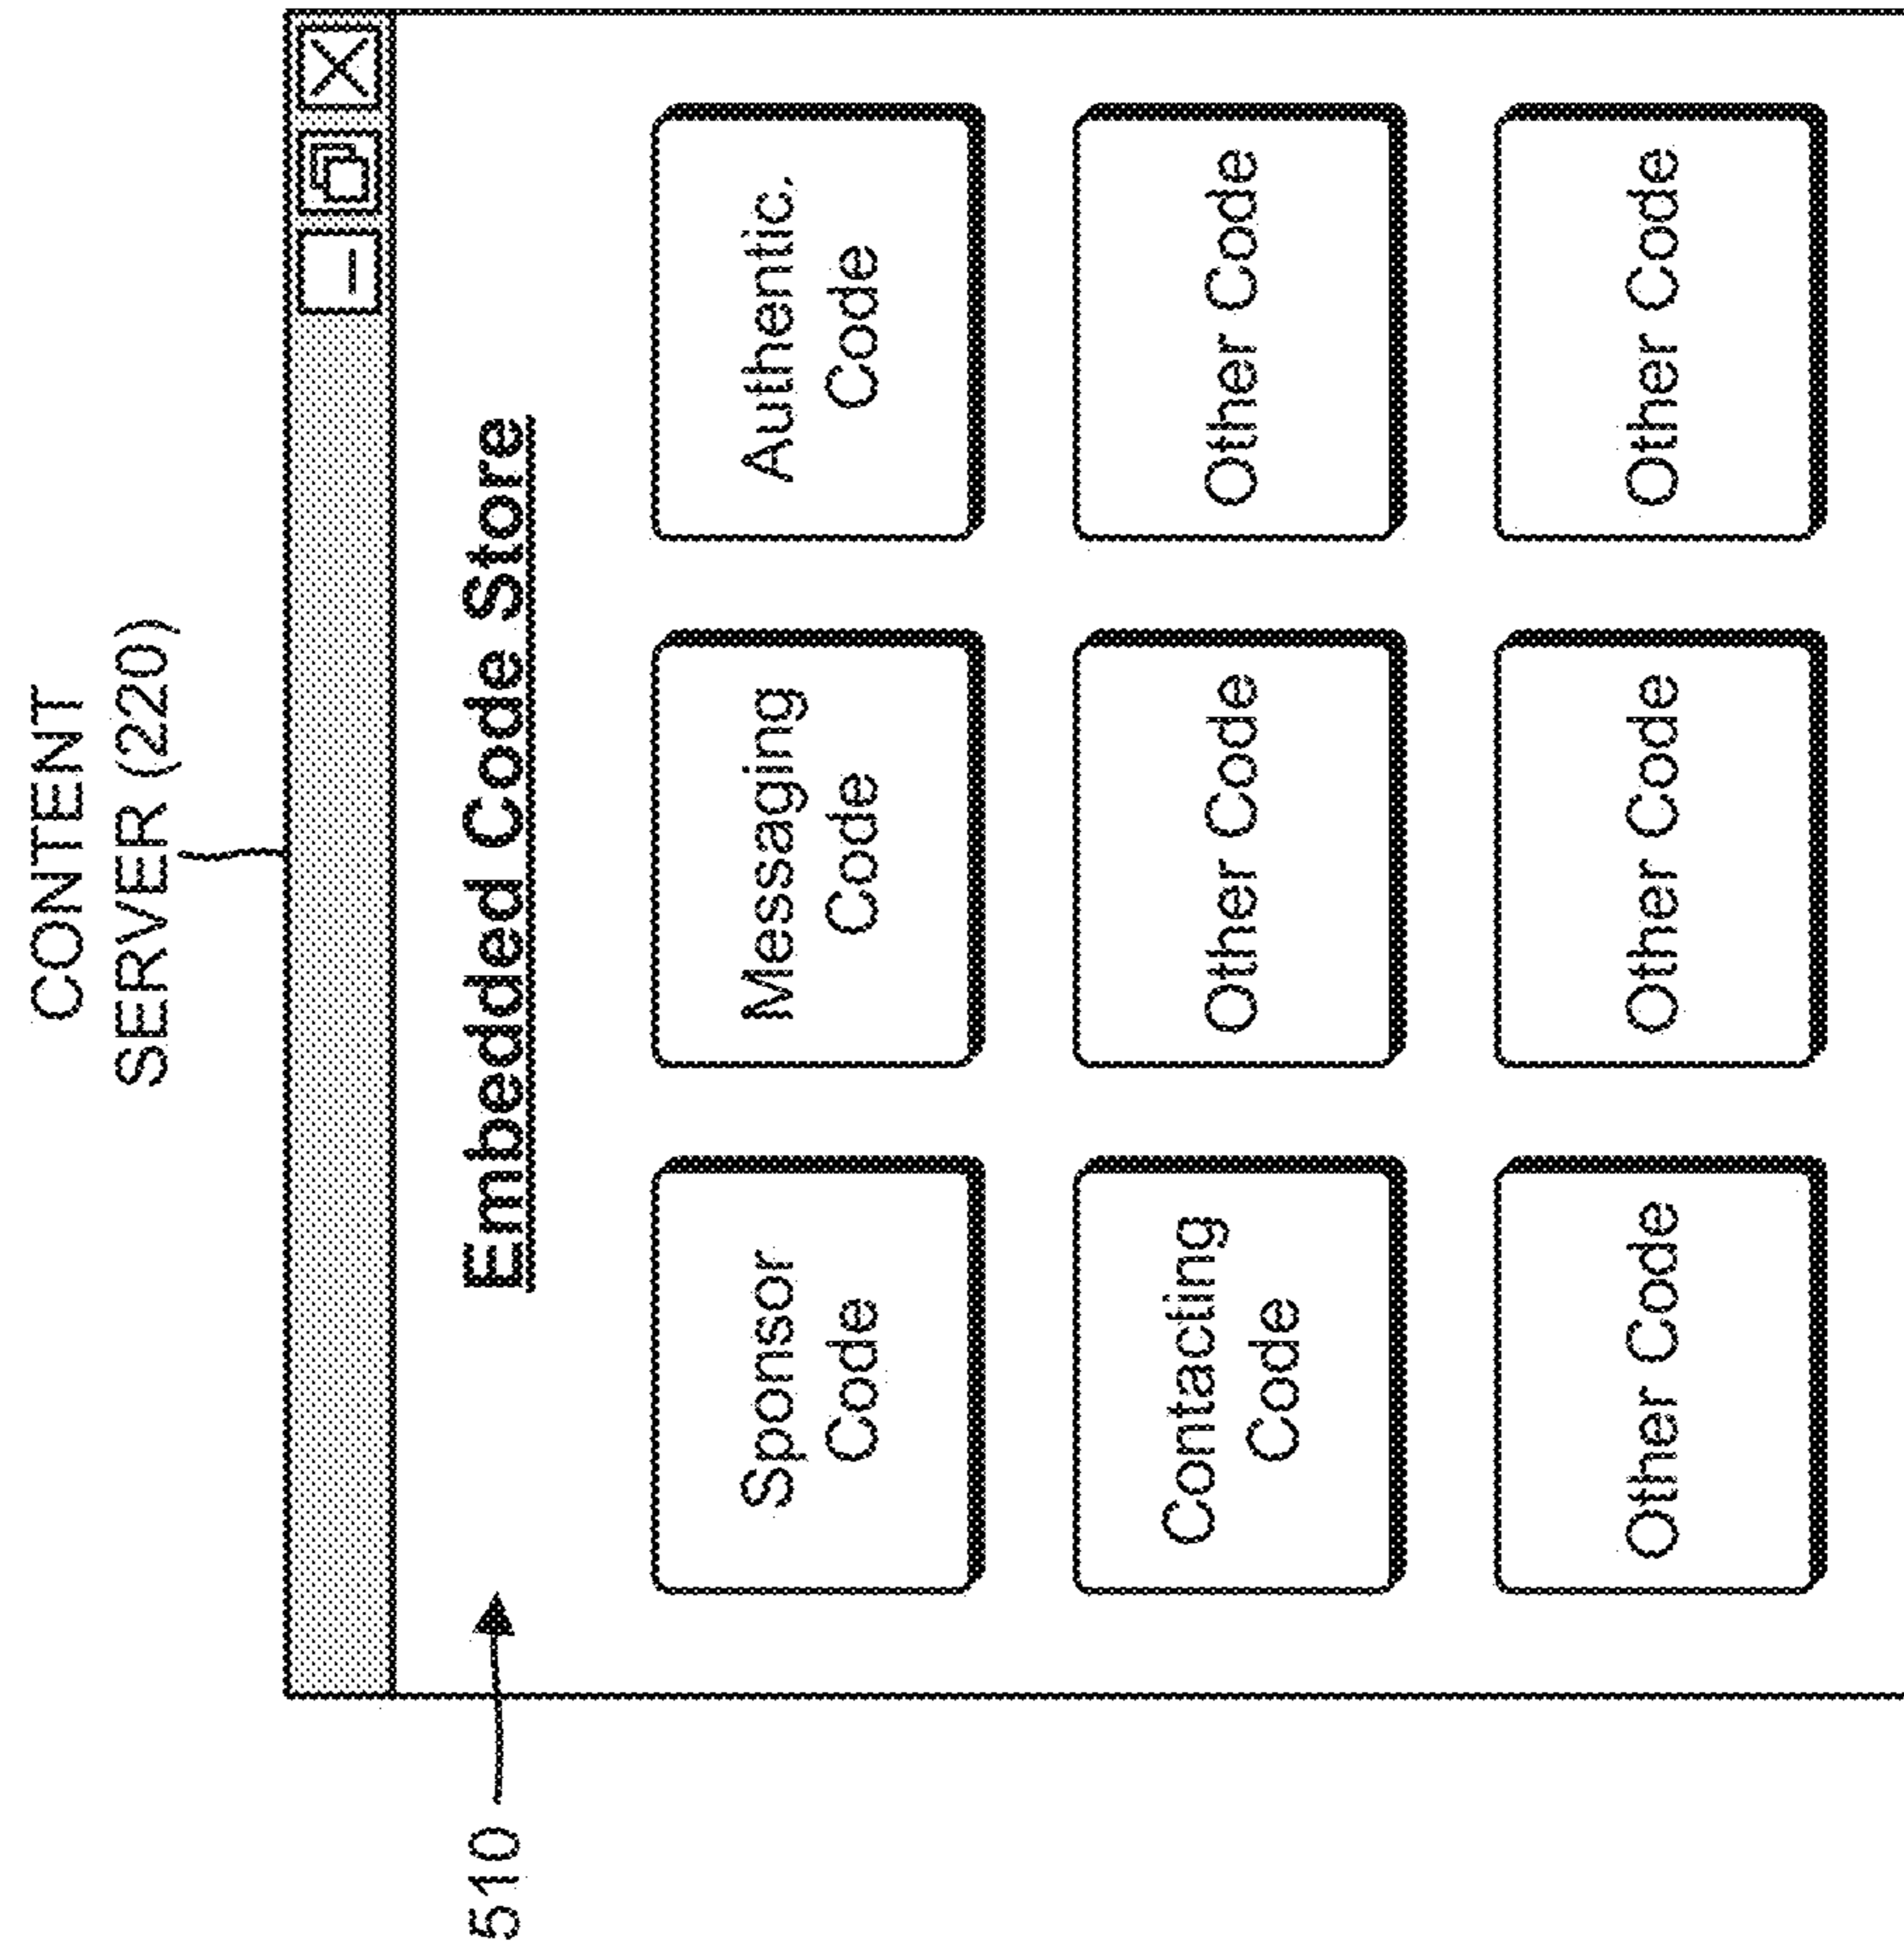 CONTENT
SERVER (220)
510
Embedded Code Store
Sponsor
Code
Messaging
Code
Authentic.
Code
Contacting
Code
Other Code
Other Code
Other Code
Other Code
Other Code